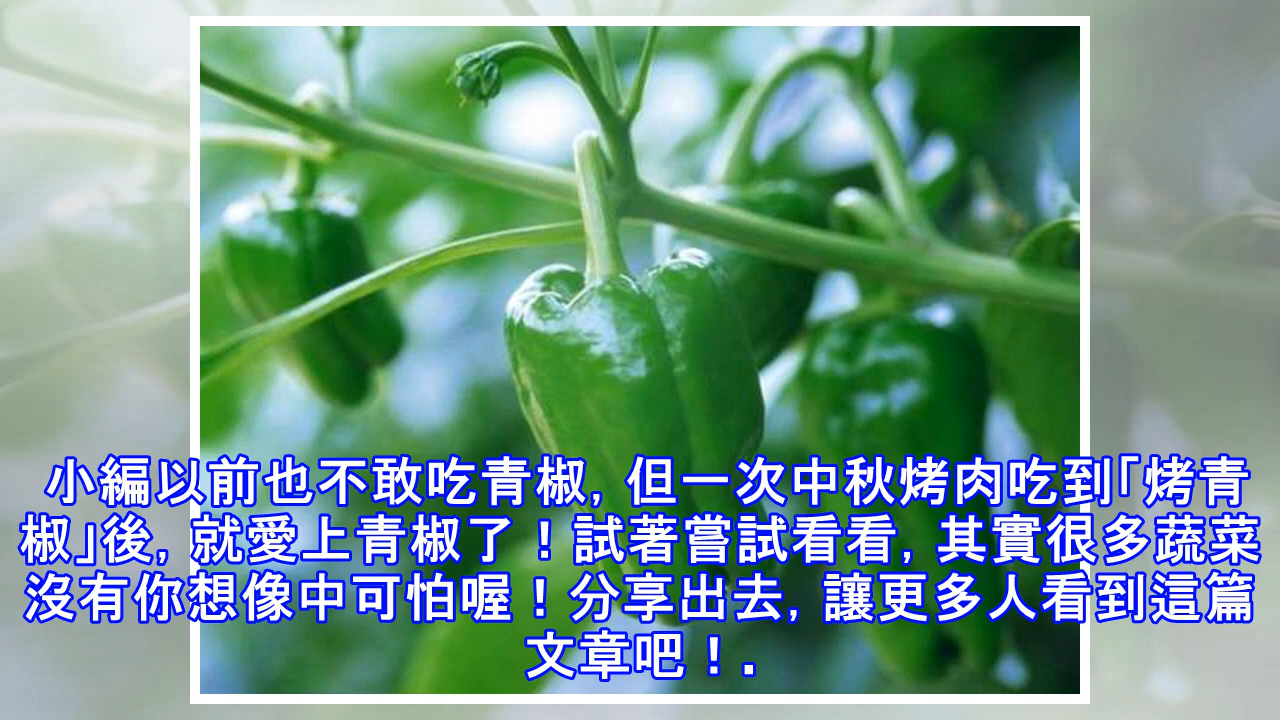 小編以前也不敢吃青椒, 但一次中秋烤肉吃到「烤青
椒」後, 就愛上青椒了！試著嘗試看看, 其實很多蔬菜
沒有你想像中可怕喔！分享出去, 讓更多人看到這篇
文章吧！.